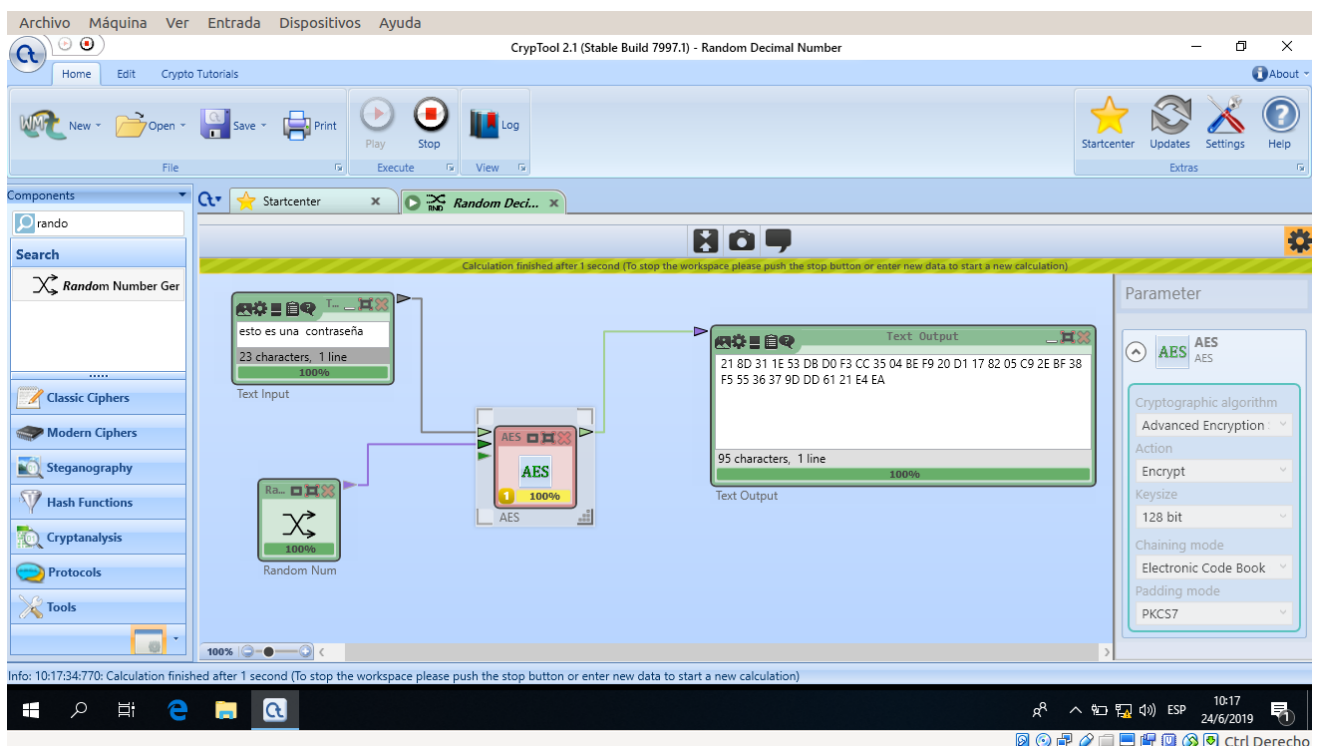 Archivo Máquina Ver Entrada Dispositivos Ayuda
CrypTool 2.1 (Stable Build 7997.1) - Random Decimal Number
Home Edit Crypto Tutorials
About
New Open Save Print
Play Stop
Log
Startcenter Updates Settings Help
File Execute View Extras
Components
Startcenter
Random Deci...
rando
Search
Random Number Ger
Calculation finished after 1 second (To stop the workspace please push the stop button or enter new data to start a new calculation)
T...
esto es una contraseña
23 characters, 1 line
100%
Text Input
Ra...
100%
Random Num
AES
AES
1 100%
AES
Text Output
21 8D 31 1E 53 DB D0 F3 CC 35 04 BE F9 20 D1 17 82 05 C9 2E BF 38
F5 55 36 37 9D DD 61 21 E4 EA
95 characters, 1 line
100%
Text Output
Parameter
AES
AES
AES
Cryptographic algorithm
Advanced Encryption
Action
Encrypt
Keysize
128 bit
Chaining mode
Electronic Code Book
Padding mode
PKCS7
Classic Ciphers
Modern Ciphers
Steganography
Hash Functions
Cryptanalysis
Protocols
Tools
100%
Info: 10:17:34:770: Calculation finished after 1 second (To stop the workspace please push the stop button or enter new data to start a new calculation)
ESP
10:17
24/6/2019
1
Ctrl Derecho